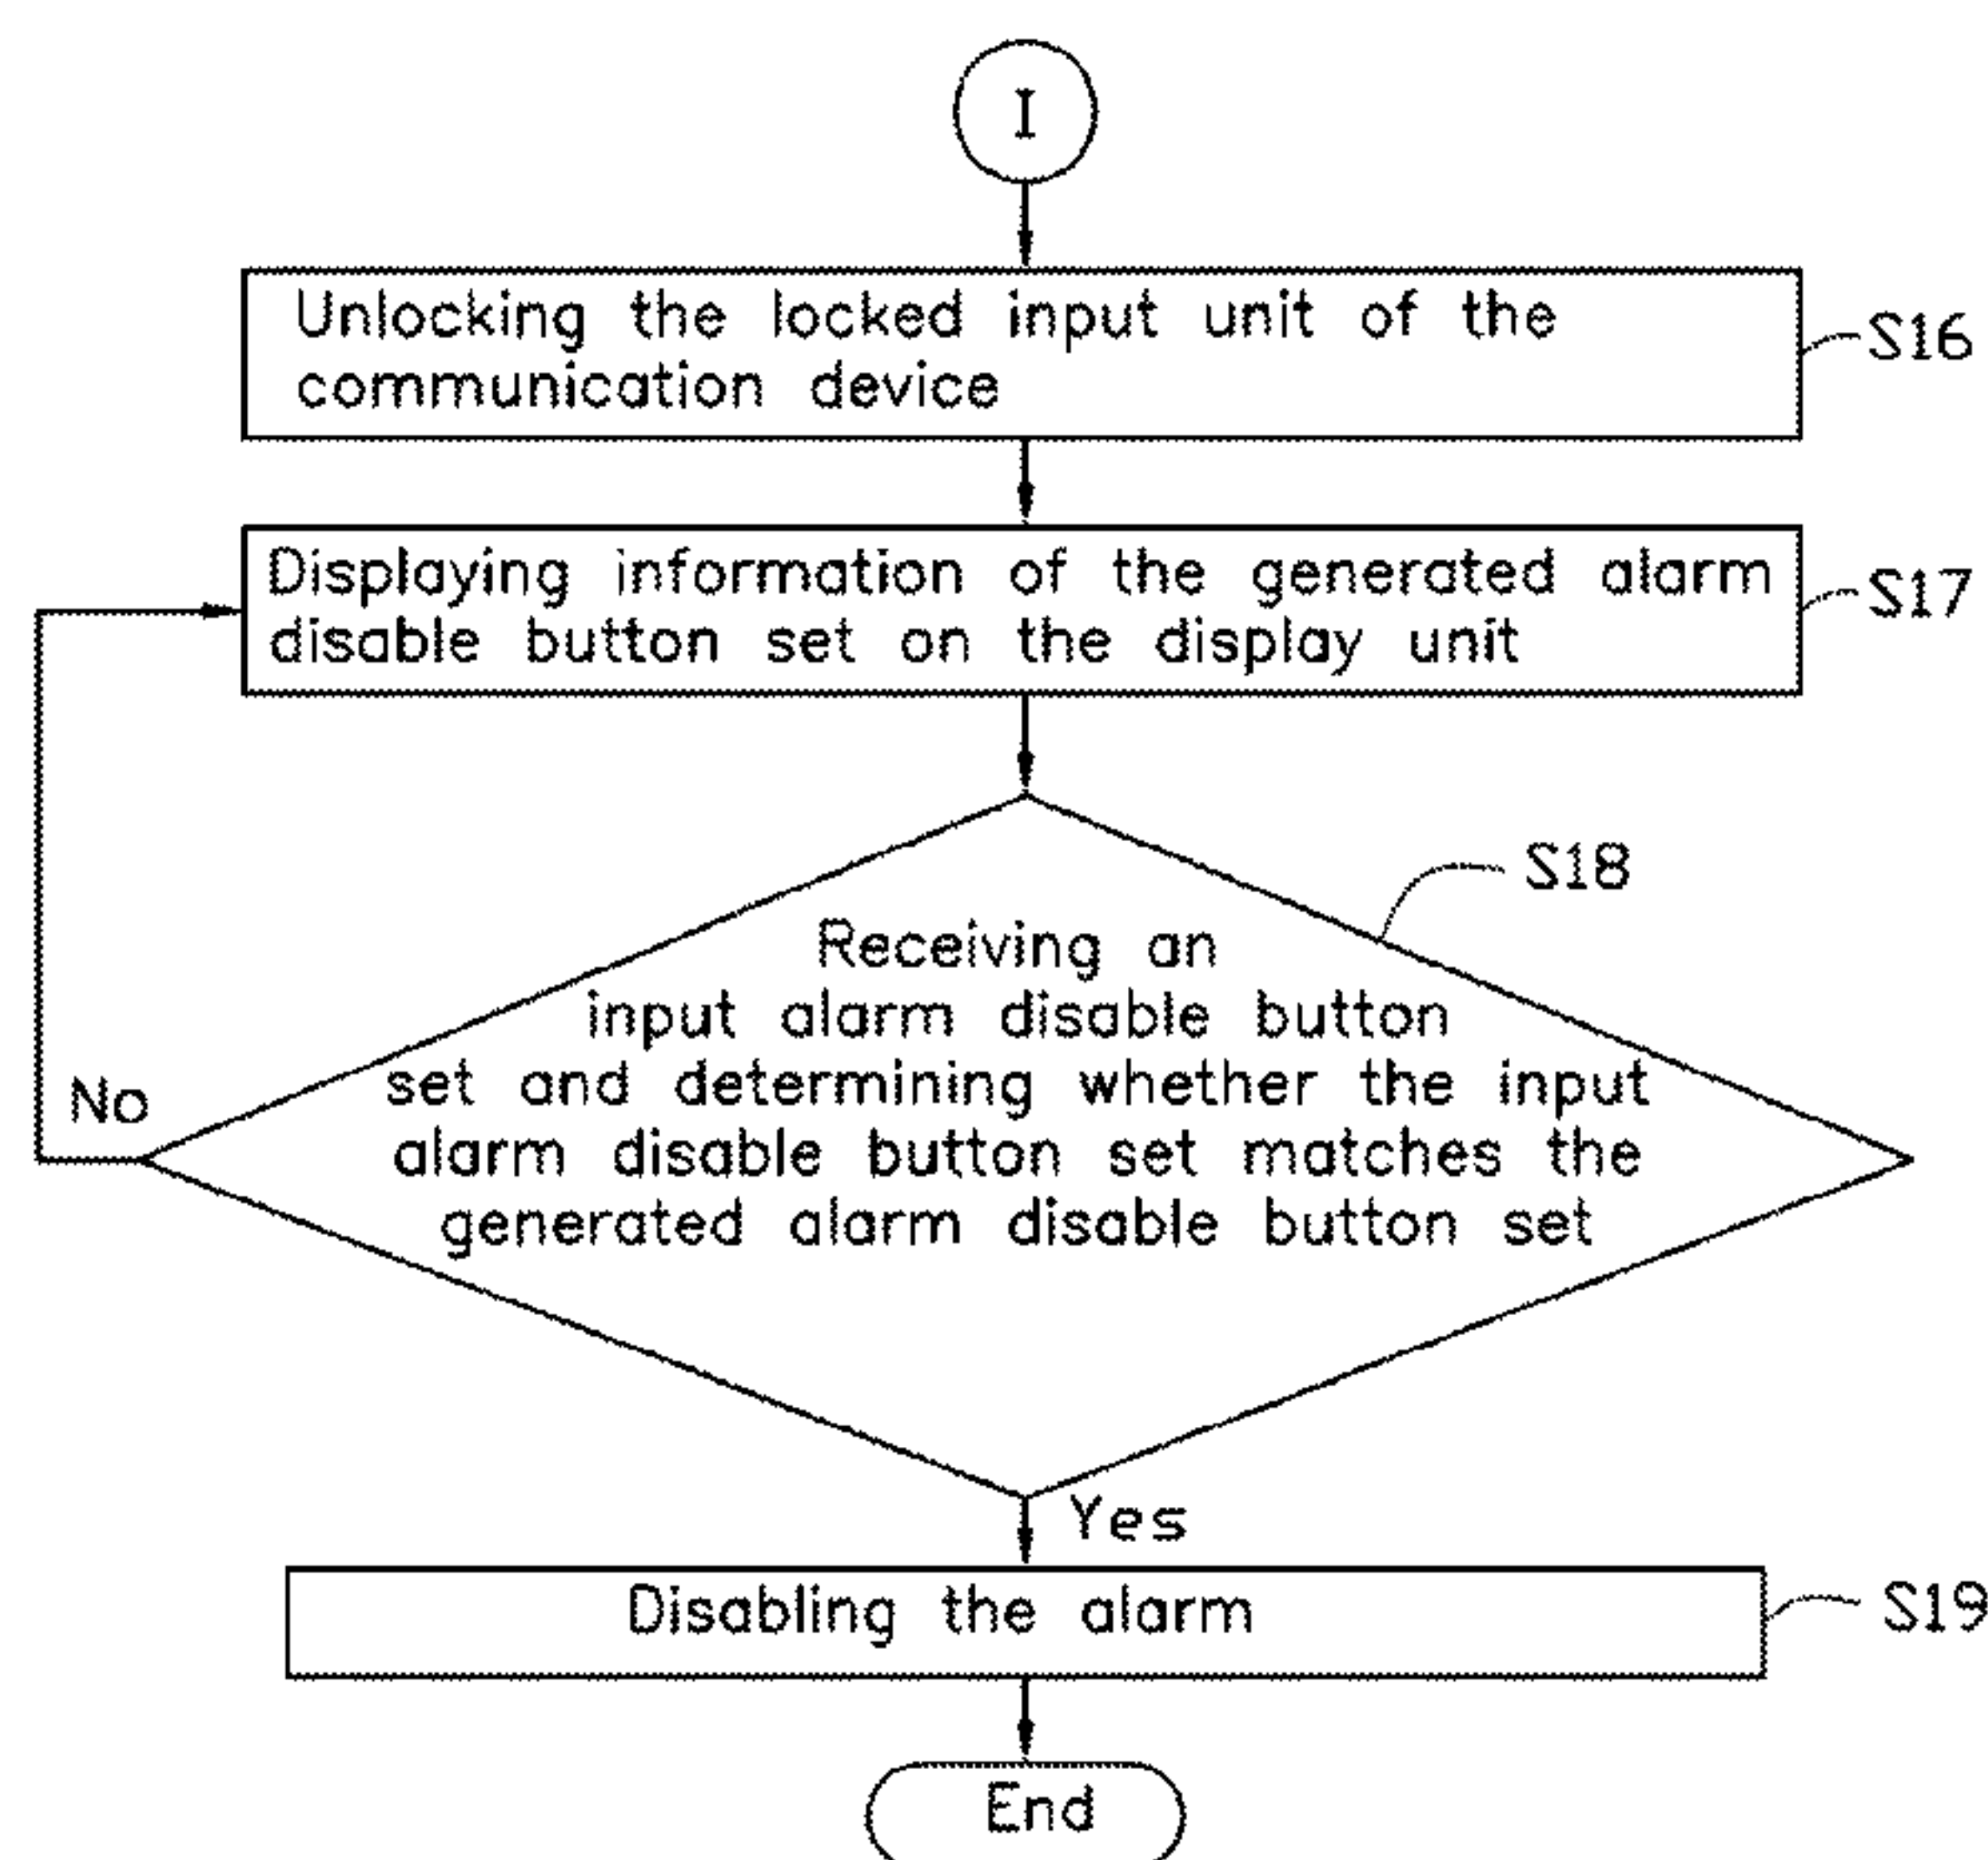 I
Unlocking the locked input unit of the
communication device
S16
Displaying information of the generated alarm
disable button set on the display unit
S17
S18
Receiving an
input alarm disable button
set and determining whether the input
alarm disable button set matches the
generated alarm disable button set
No
Yes
Disabling the alarm
S19
End